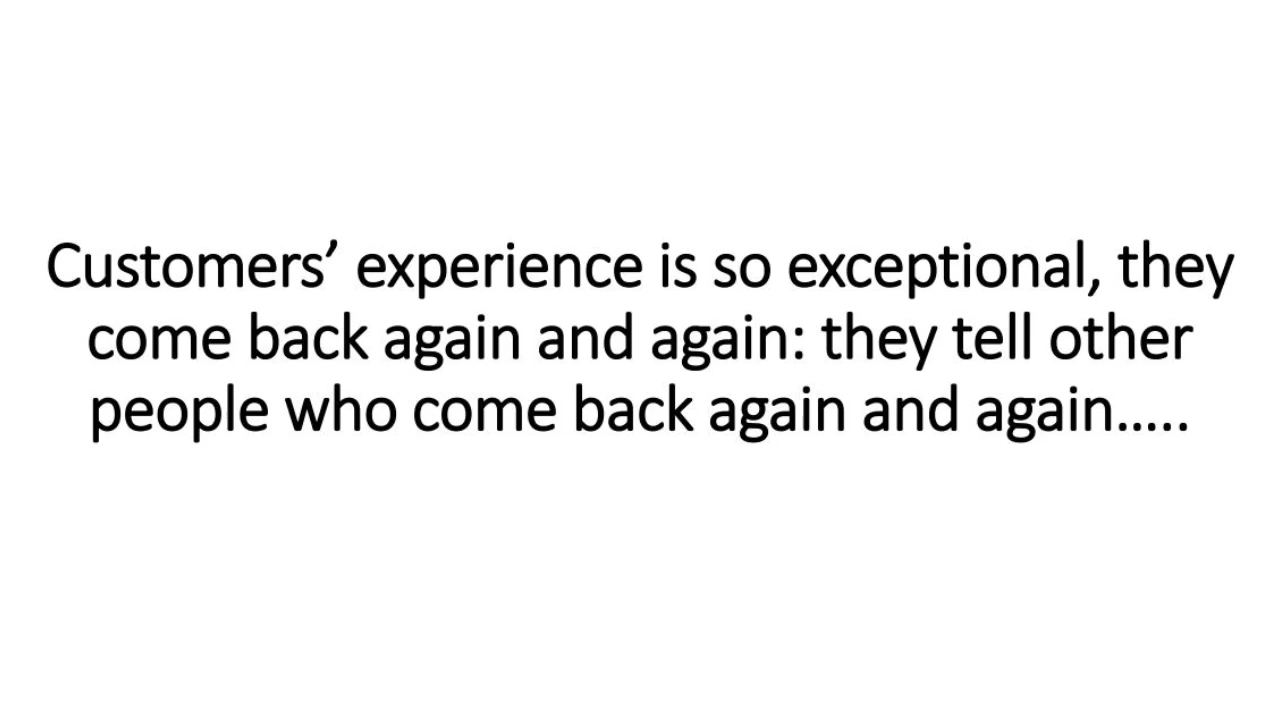 Customers’ experience is so exceptional, they
come back again and again: they tell other
people who come back again and again…..